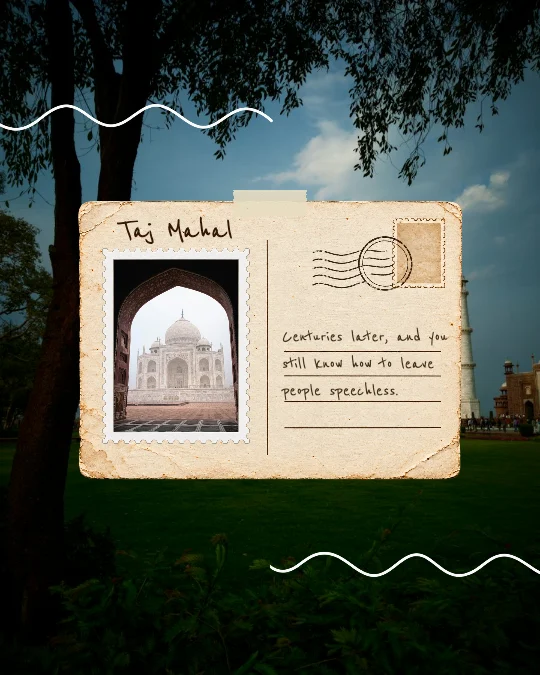 Taj Mahal
Centuries later, and you
still know how to leave
people speechless.